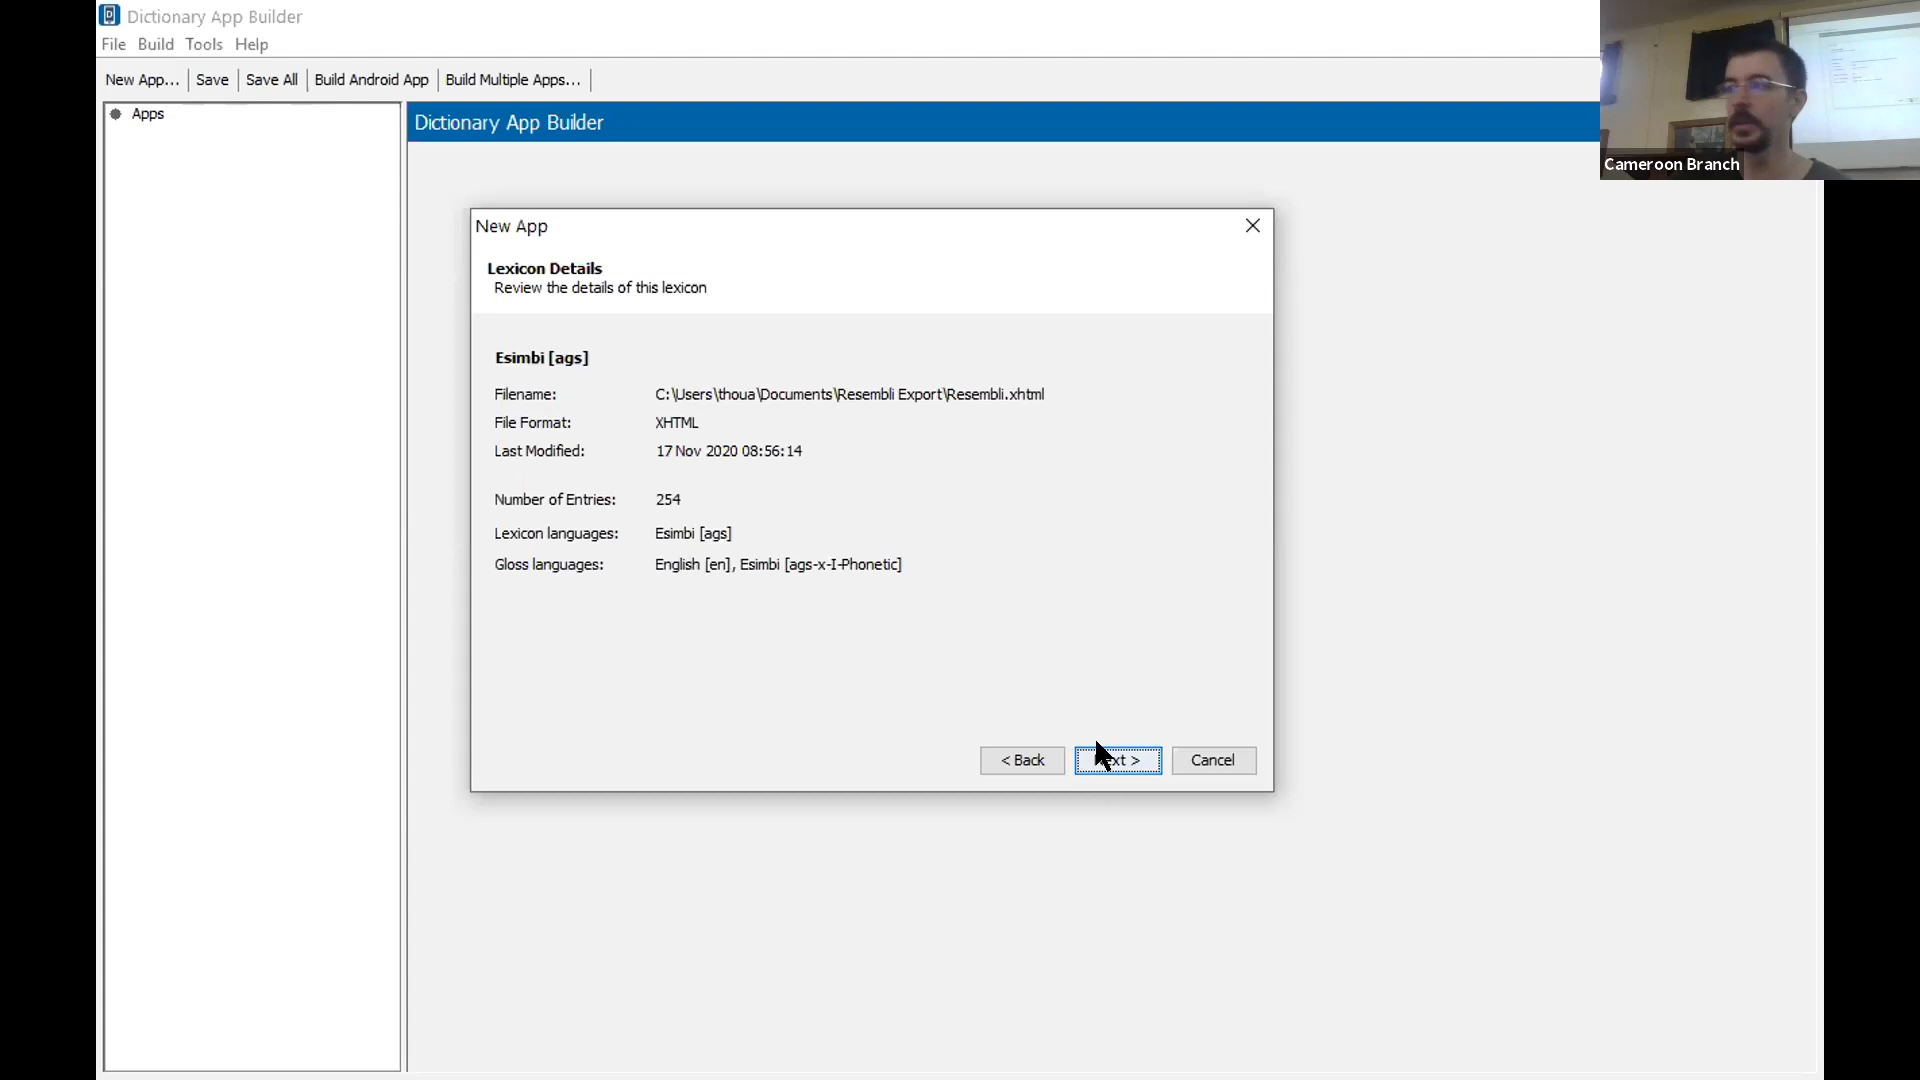 Dictionary App Builder
File Build Tools Help
New App... Save Save All Build Android App Build Multiple Apps...
Apps
Dictionary App Builder
Cameroon Branch
New App
Lexicon Details
Review the details of this lexicon
Esimbi [ags]
Filename: C:\Users\thoua\Documents\Resembli Export\Resembli.xhtml
File Format: XHTML
Last Modified: 17 Nov 2020 08:56:14
Number of Entries: 254
Lexicon languages: Esimbi [ags]
Gloss languages: English [en], Esimbi [ags-x-I-Phonetic]
< Back >
Cancel